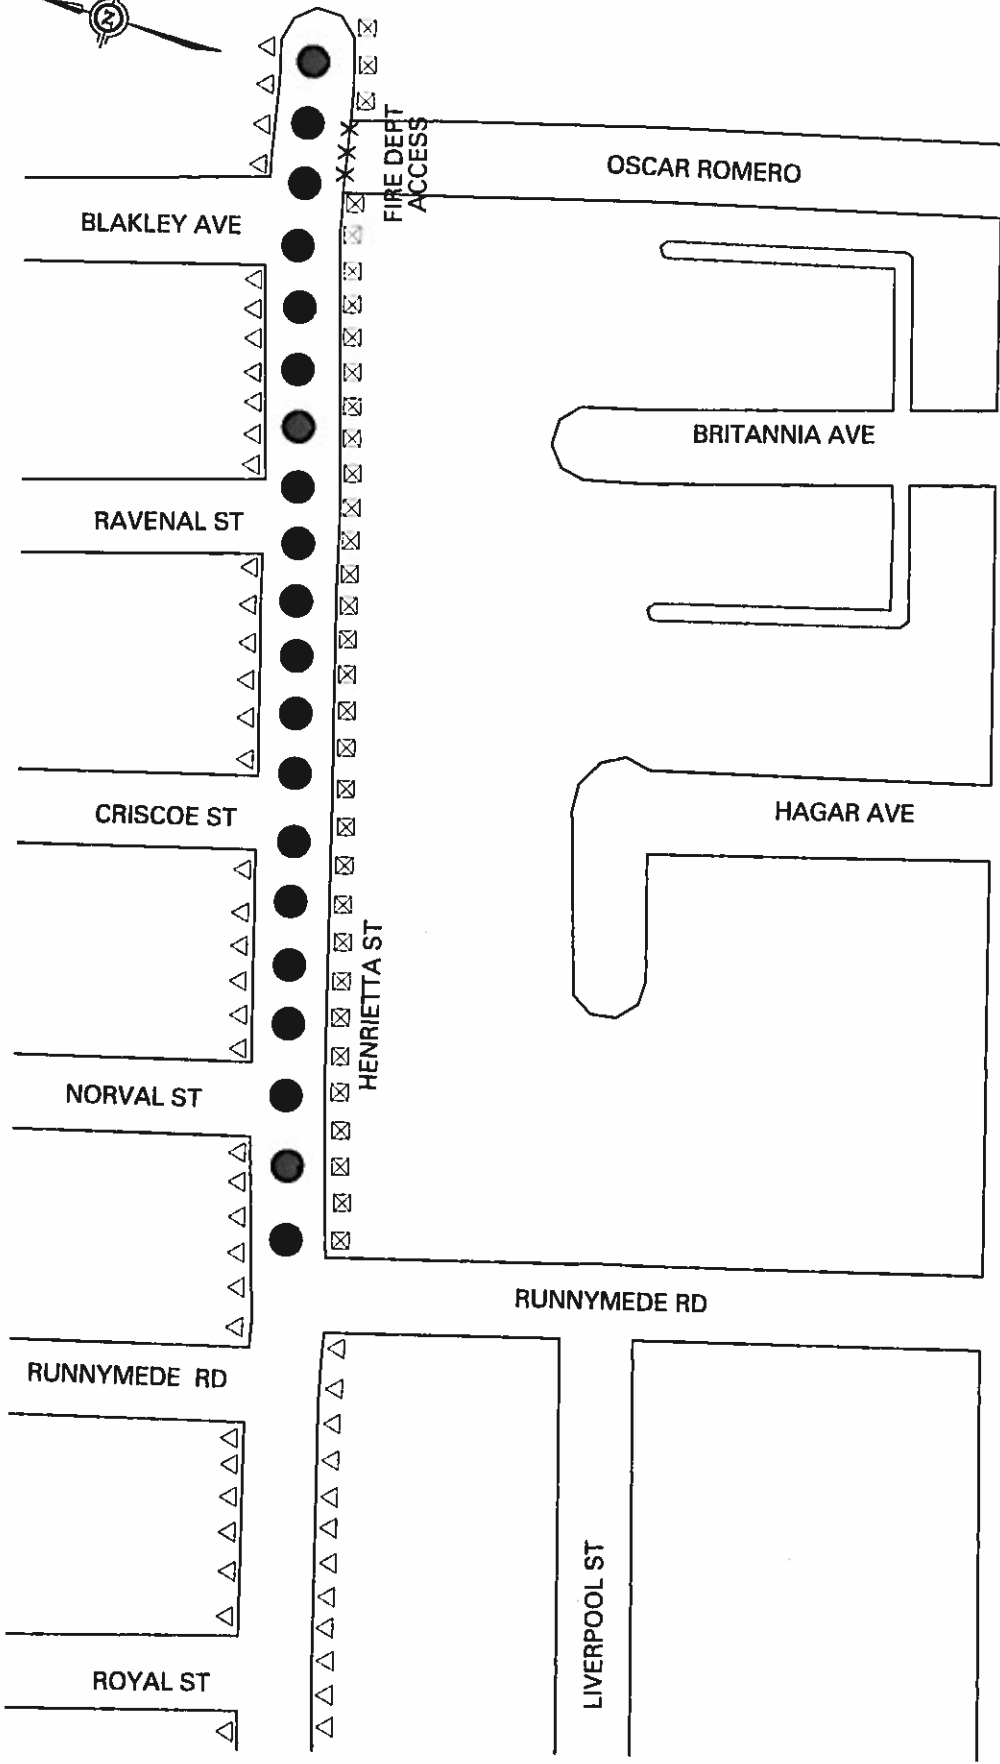 N
FIRE DEPT
ACCESS
OSCAR ROMERO
BLAKLEY AVE
BRITANNIA AVE
RAVENAL ST
HAGAR AVE
CRISCOE ST
HENRIETTA ST
NORVAL ST
RUNNYMEDE RD
RUNNYMEDE RD
LIVERPOOL ST
ROYAL ST